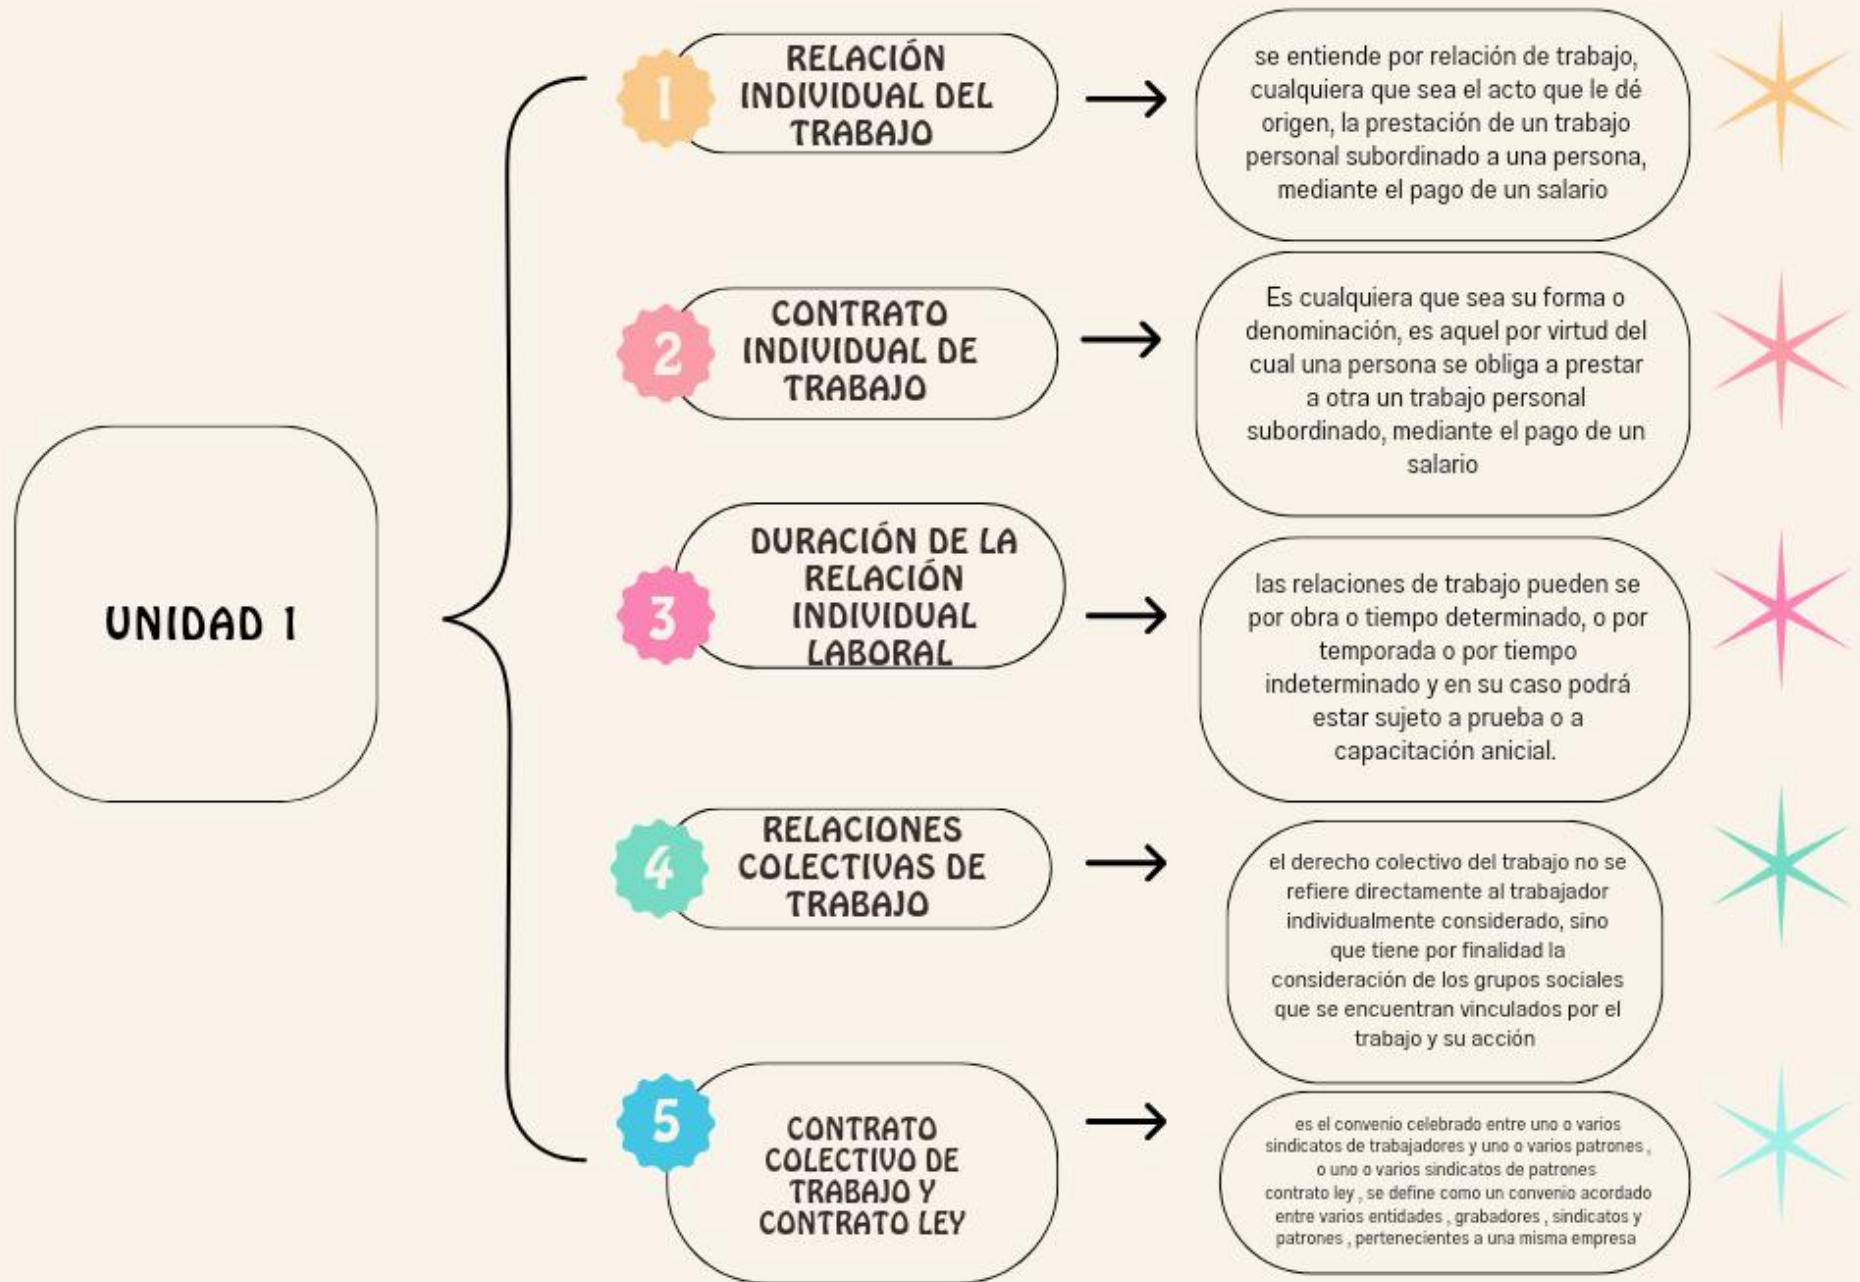 UNIDAD 1
1
RELACIÓN
INDIVIDUAL DEL
TRABAJO
se entiende por relación de trabajo,
cualquiera que sea el acto que le dé
origen, la prestación de un trabajo
personal subordinado a una persona,
mediante el pago de un salario
2
CONTRATO
INDIVIDUAL DE
TRABAJO
Es cualquiera que sea su forma o
denominación, es aquel por virtud del
cual una persona se obliga a prestar
a otra un trabajo personal
subordinado, mediante el pago de un
salario
3
DURACIÓN DE LA
RELACIÓN
INDIVIDUAL
LABORAL
las relaciones de trabajo pueden se
por obra o tiempo determinado, o por
temporada o por tiempo
indeterminado y en su caso podrá
estar sujeto a prueba o a
capacitación anicial.
4
RELACIONES
COLECTIVAS DE
TRABAJO
el derecho colectivo del trabajo no se
refiere directamente al trabajador
individualmente considerado, sino
que tiene por finalidad la
consideración de los grupos sociales
que se encuentran vinculados por el
trabajo y su acción
5
CONTRATO
COLECTIVO DE
TRABAJO Y
CONTRATO LEY
es el convenio celebrado entre uno o varios
sindicatos de trabajadores y uno o varios patrones ,
o uno o varios sindicatos de patrones
contrato ley , se define como un convenio acordado
entre varios entidades , grabadores , sindicatos y
patrones , pertenecientes a una misma empresa